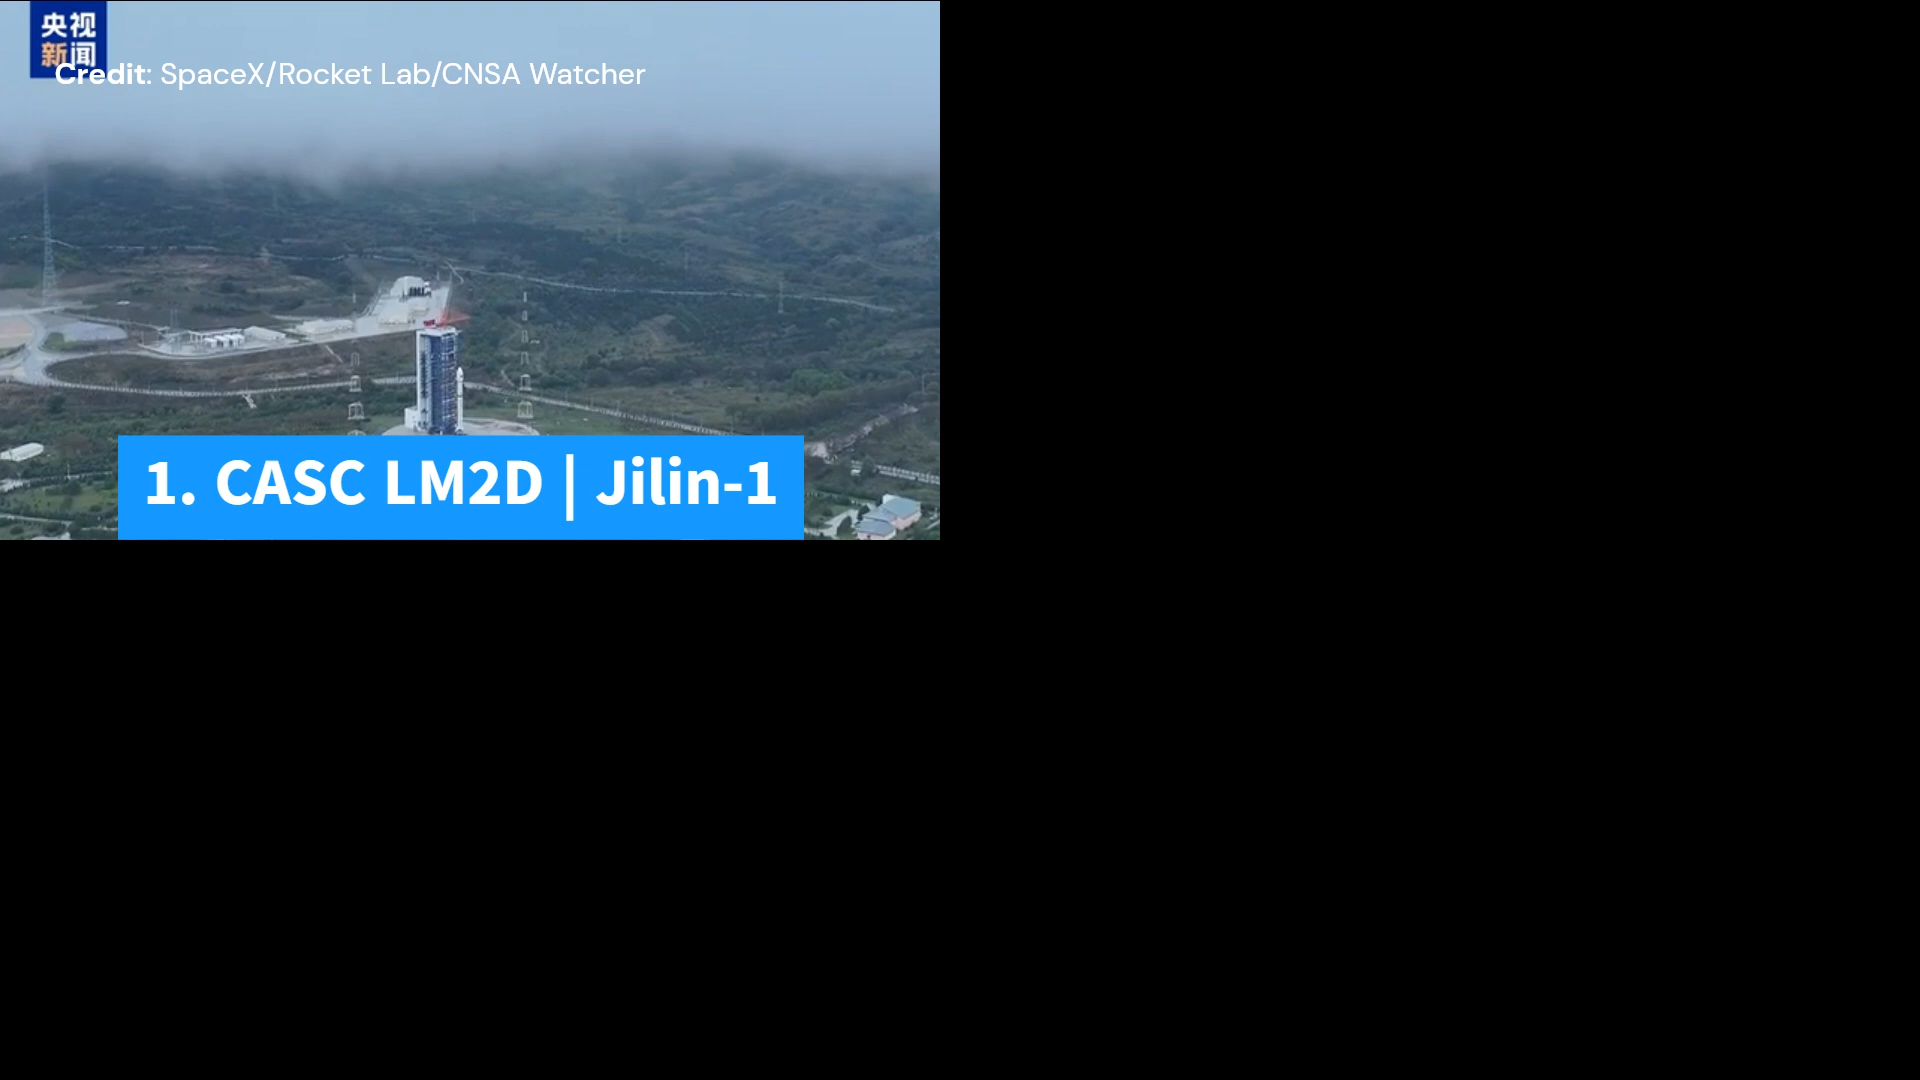 央视
新闻
Credit: SpaceX/Rocket Lab/CNSA Watcher
1. CASC LM2D | Jilin-1